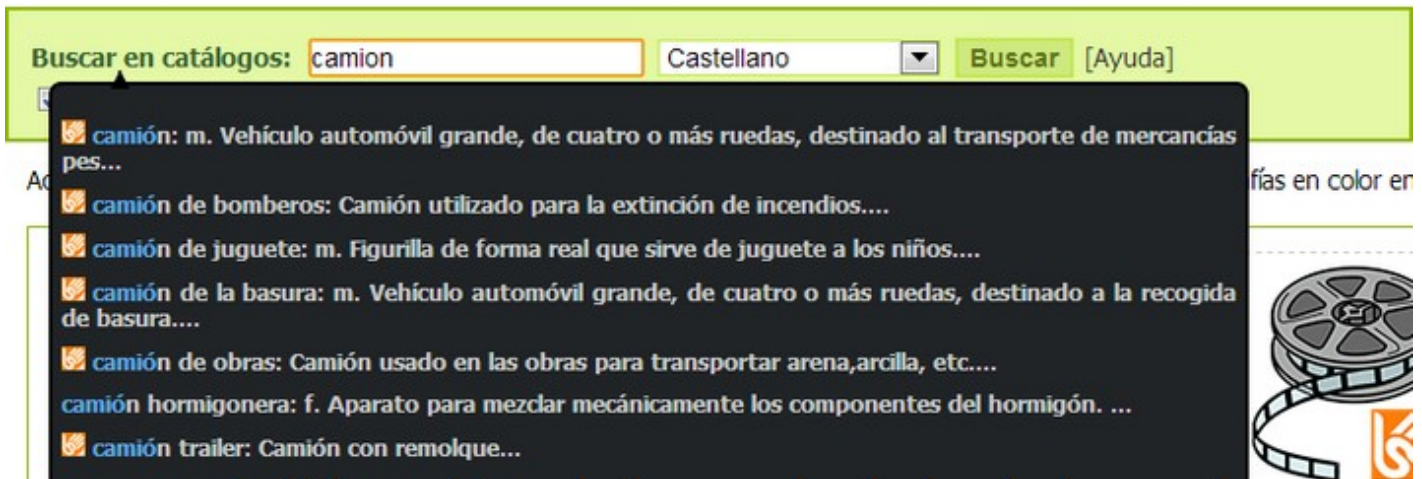 Buscar en catálogos: camion Castellano Buscar [Ayuda]
camión: m. Vehículo automóvil grande, de cuatro o más ruedas, destinado al transporte de mercancías
pes...
camión de bomberos: Camión utilizado para la extinción de incendios....
fías en color en
camión de juguete: m. Figurilla de forma real que sirve de juguete a los niños....
camión de la basura: m. Vehículo automóvil grande, de cuatro o más ruedas, destinado a la recogida
de basura....
camión de obras: Camión usado en las obras para transportar arena,arcilla, etc....
camión hormigonera: f. Aparato para mezclar mecánicamente los componentes del hormigón. ...
camión trailer: Camión con remolque...